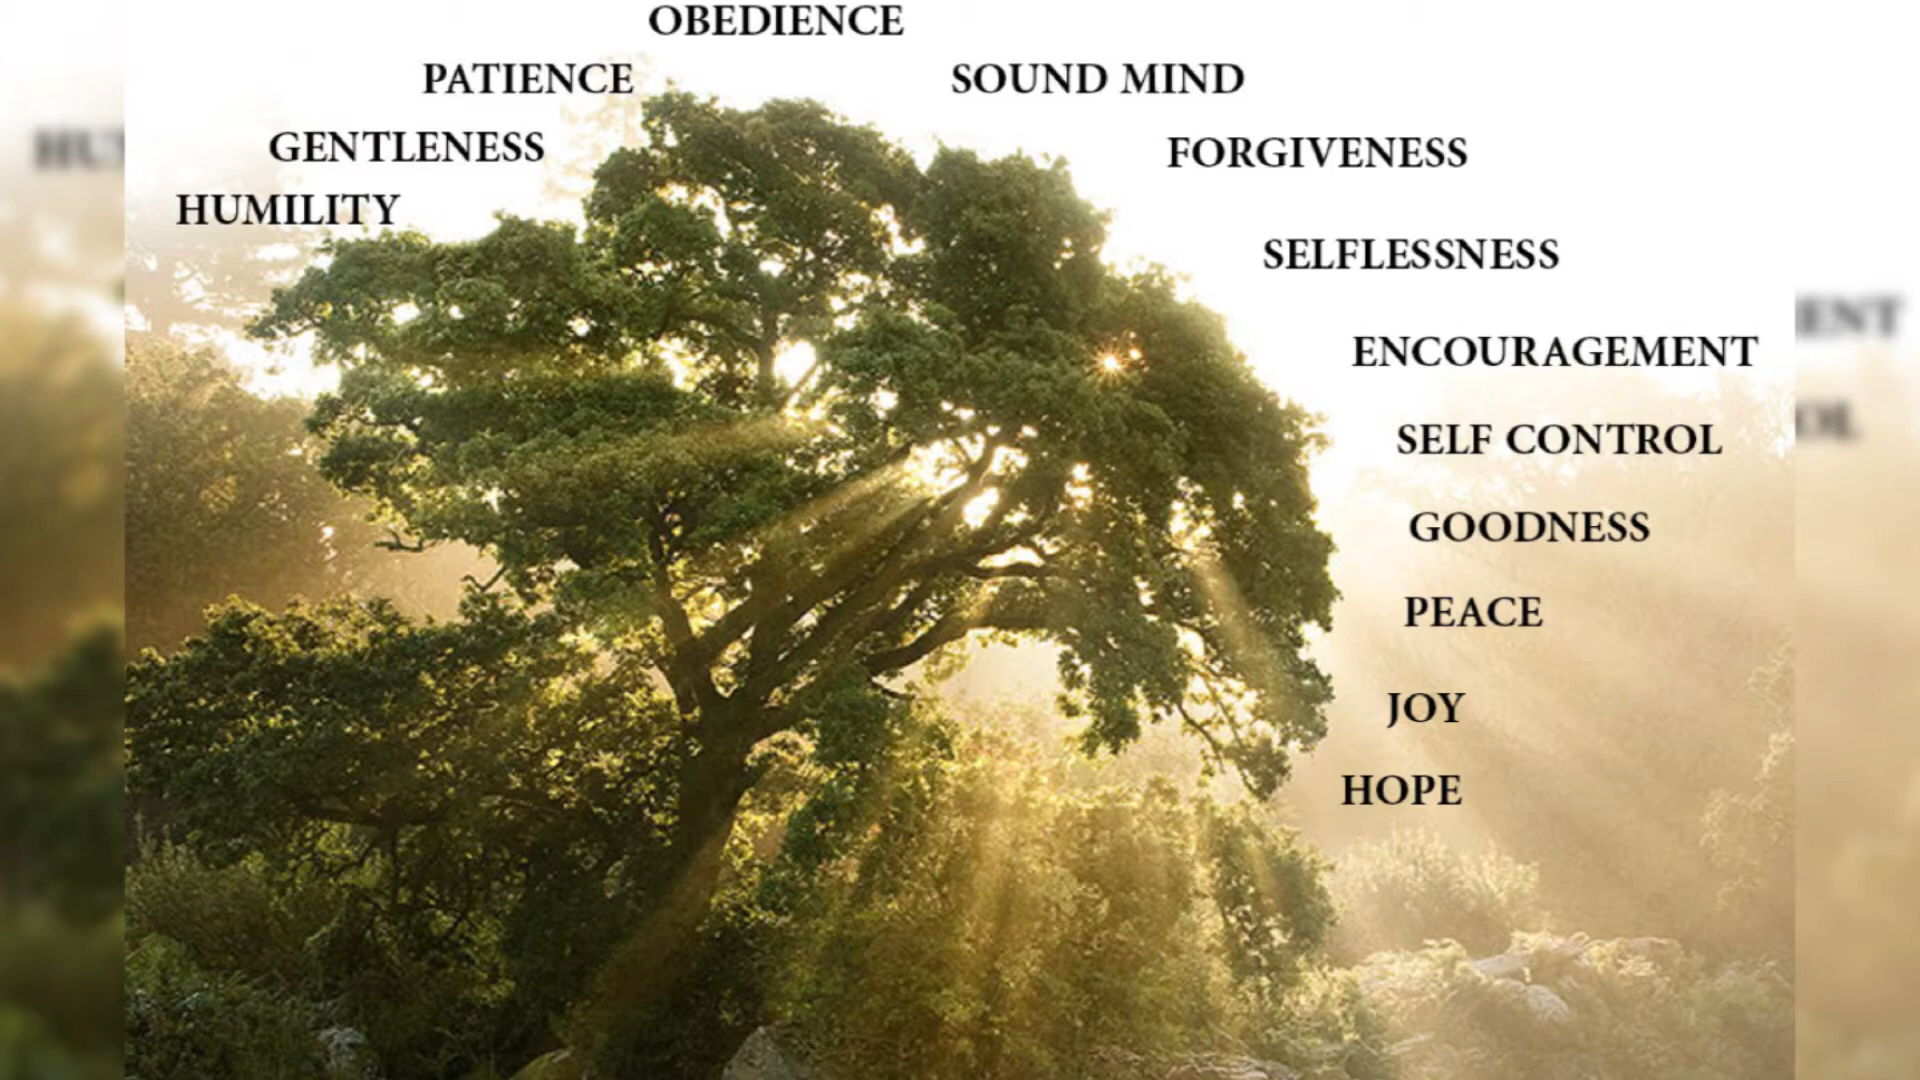 OBEDIENCE
PATIENCE
SOUND MIND
GENTLENESS
FORGIVENESS
HUMILITY
SELFLESSNESS
ENCOURAGEMENT
SELF CONTROL
GOODNESS
PEACE
JOY
HOPE